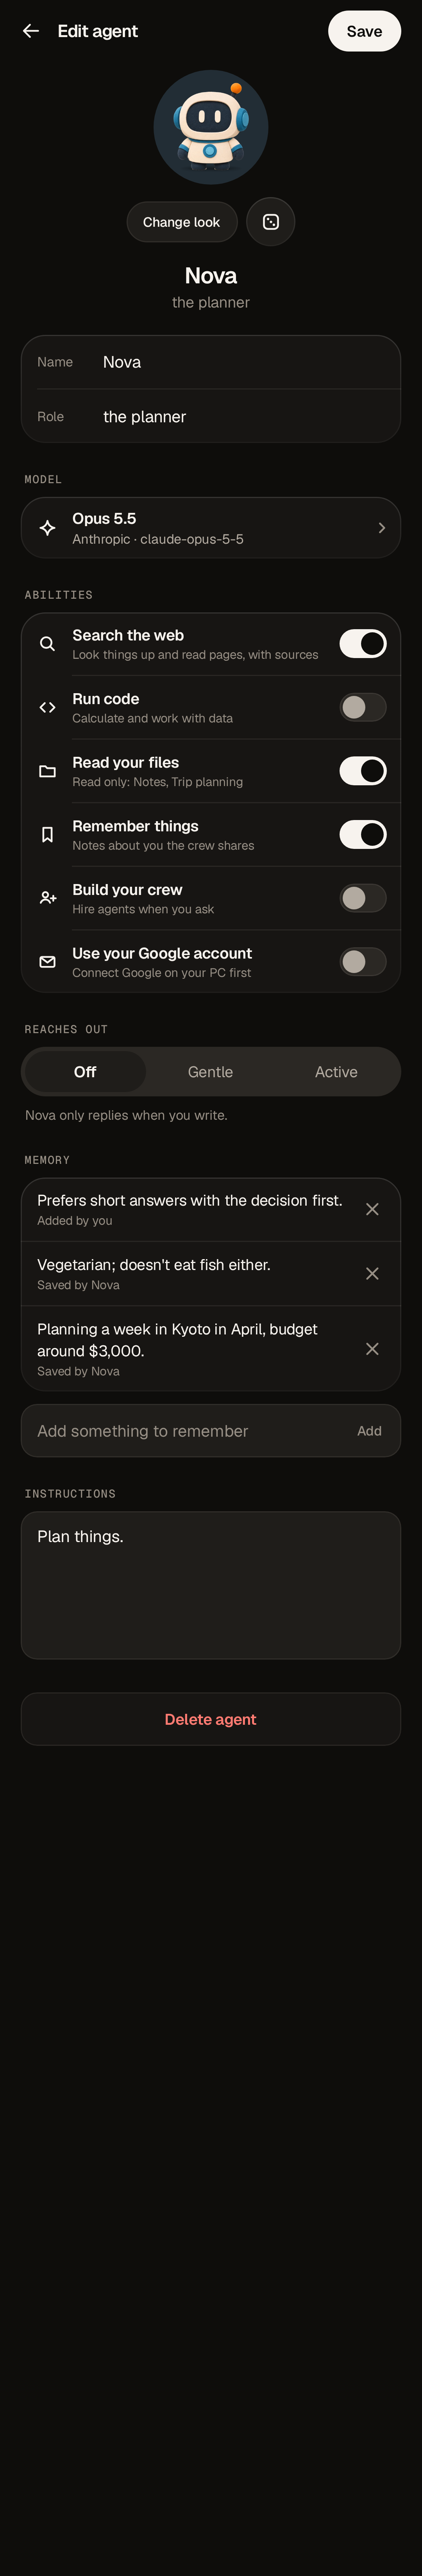 Edit agent
Save
Change look
Nova
the planner
Name
Nova
Role
the planner
MODEL
Opus 5.5
Anthropic · claude-opus-5-5
ABILITIES
Search the web
Look things up and read pages, with sources
Run code
Calculate and work with data
Read your files
Read only: Notes, Trip planning
Remember things
Notes about you the crew shares
Build your crew
Hire agents when you ask
Use your Google account
Connect Google on your PC first
REACHES OUT
Off
Gentle
Active
Nova only replies when you write.
MEMORY
Prefers short answers with the decision first.
Added by you
Vegetarian; doesn't eat fish either.
Saved by Nova
Planning a week in Kyoto in April, budget
around $3,000.
Saved by Nova
Add something to remember
Add
INSTRUCTIONS
Plan things.
Delete agent